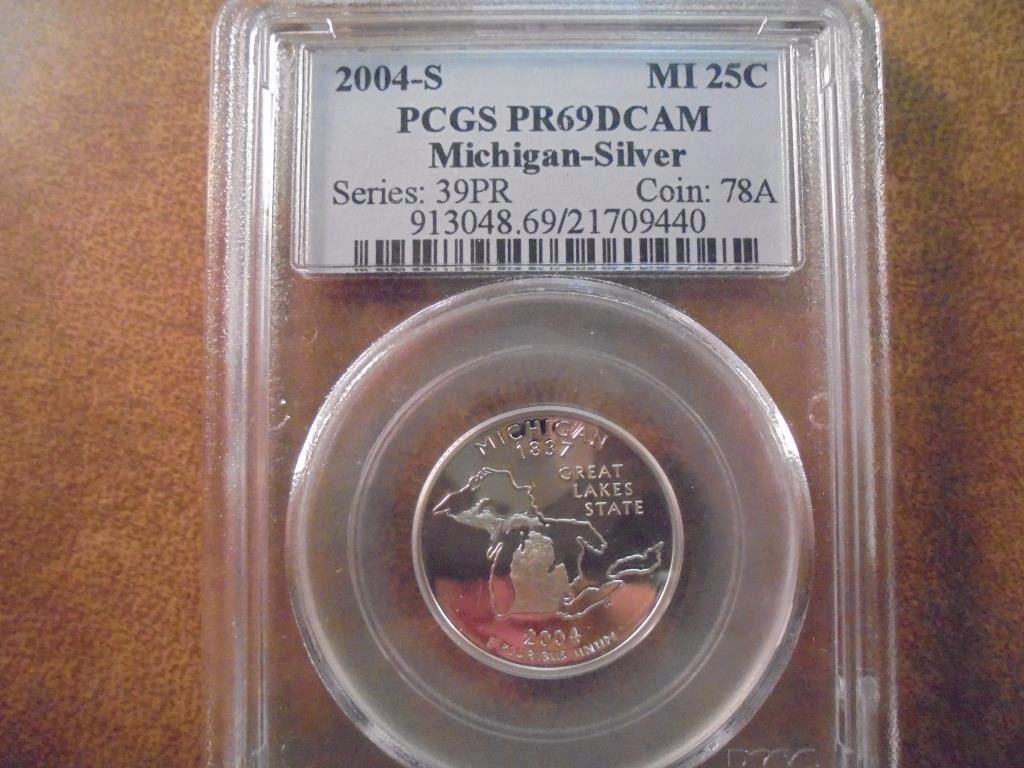 2004-S MI 25C
PCGS PR69DCAM
Michigan-Silver
Series: 39PR Coin: 78A
913048.69/21709440
MICHIGAN
1837
GREAT
LAKES
STATE
2004
E PLURIBUS UNUM
PCGS